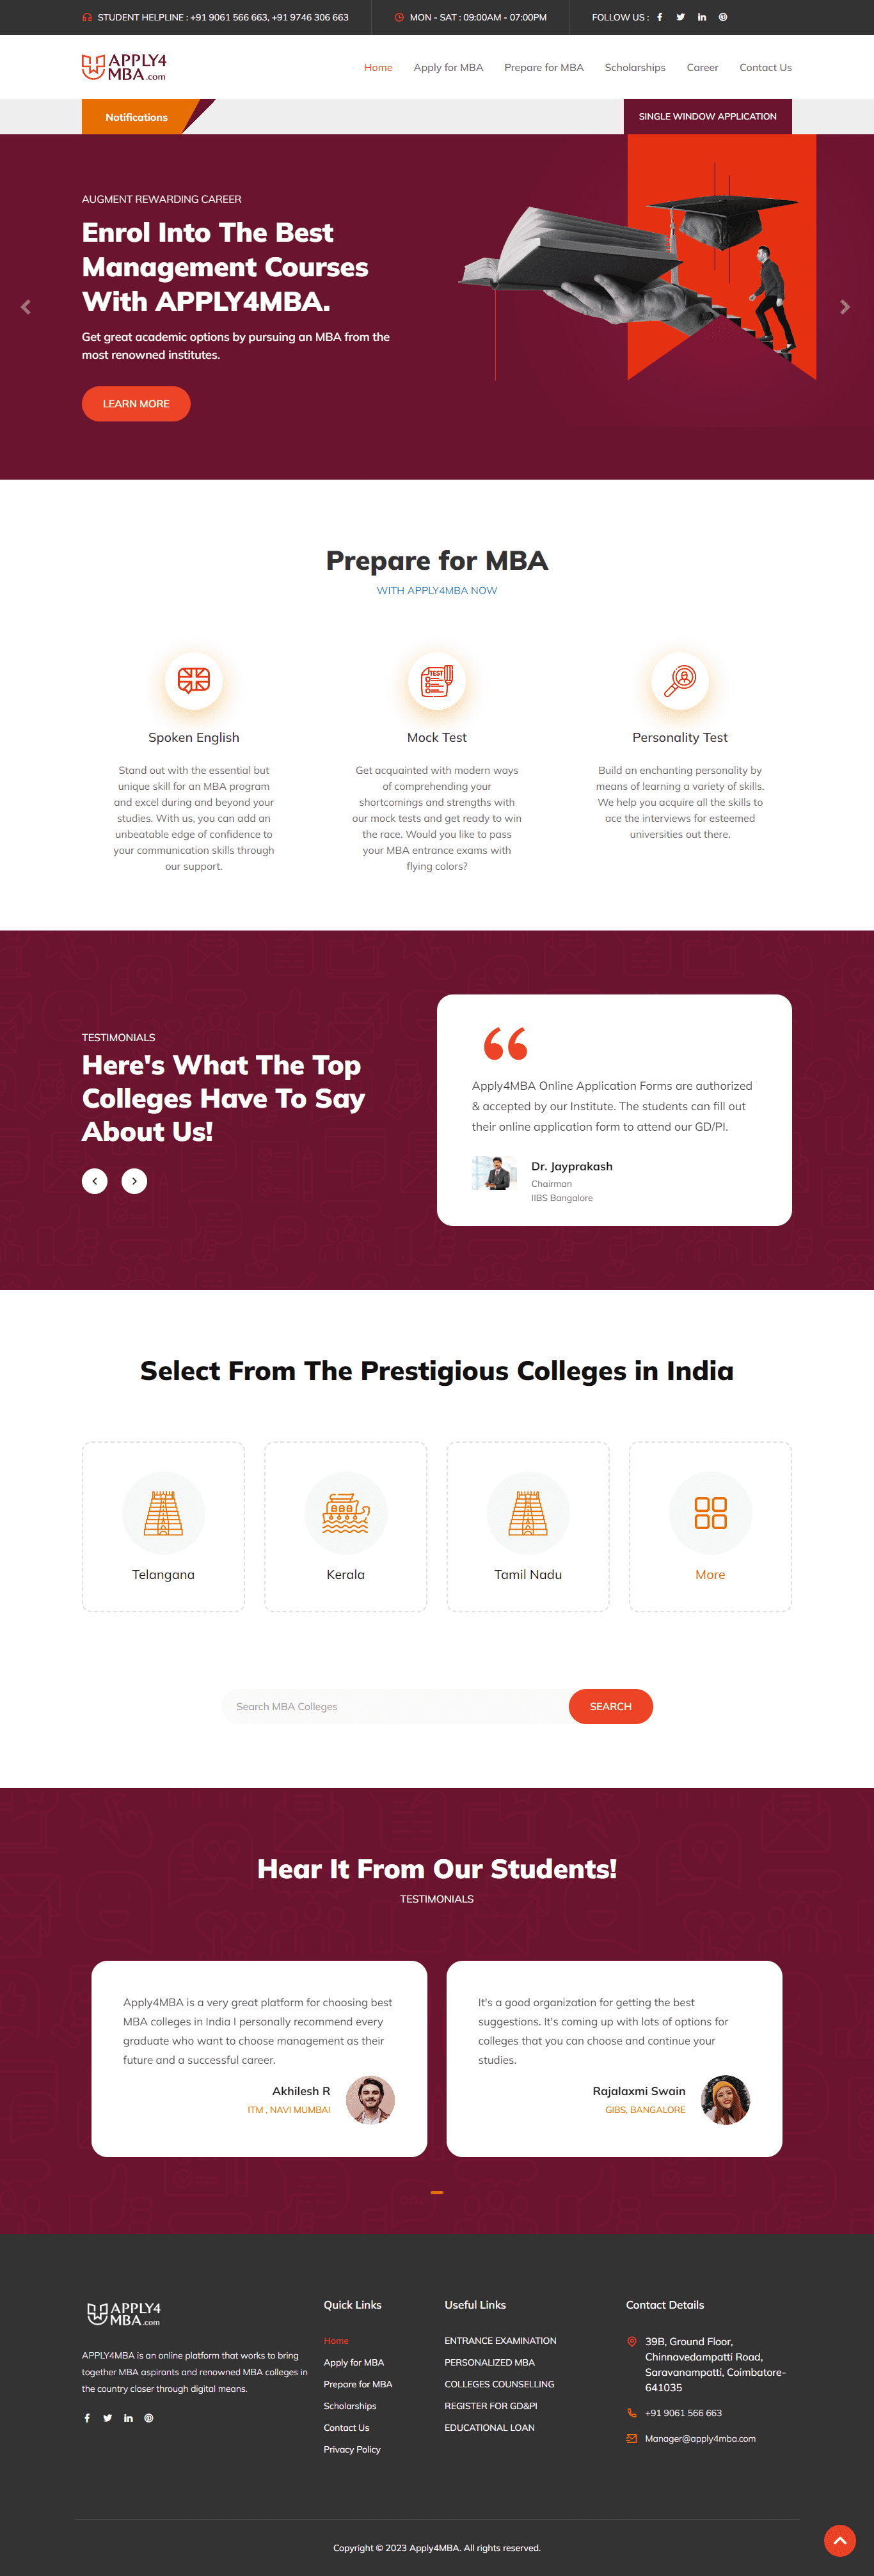 STUDENT HELPLINE : +91 9061 566 663, +91 9746 306 663
MON - SAT : 09:00AM - 07:00PM
FOLLOW US :
APPLY4
MBA.com
Home
Apply for MBA
Prepare for MBA
Scholarships
Career
Contact Us
Notifications
SINGLE WINDOW APPLICATION
AUGMENT REWARDING CAREER
Enrol Into The Best
Management Courses
With APPLY4MBA.
Get great academic options by pursuing an MBA from the
most renowned institutes.
LEARN MORE
Prepare for MBA
WITH APPLY4MBA NOW
Spoken English
Stand out with the essential but
unique skill for an MBA program
and excel during and beyond your
studies. With us, you can add an
unbeatable edge of confidence to
your communication skills through
our support.
TEST
Mock Test
Get acquainted with modern ways
of comprehending your
shortcomings and strengths with
our mock tests and get ready to win
the race. Would you like to pass
your MBA entrance exams with
flying colors?
Personality Test
Build an enchanting personality by
means of learning a variety of skills.
We help you acquire all the skills to
ace the interviews for esteemed
universities out there.
TESTIMONIALS
Here's What The Top
Colleges Have To Say
About Us!
Apply4MBA Online Application Forms are authorized
& accepted by our Institute. The students can fill out
their online application form to attend our GD/PI.
Dr. Jayprakash
Chairman
IIBS Bangalore
Select From The Prestigious Colleges in India
Telangana
Kerala
Tamil Nadu
More
Search MBA Colleges
SEARCH
Hear It From Our Students!
TESTIMONIALS
Apply4MBA is a very great platform for choosing best
MBA colleges in India I personally recommend every
graduate who want to choose management as their
future and a successful career.
Akhilesh R
ITM , NAVI MUMBAI
It's a good organization for getting the best
suggestions. It's coming up with lots of options for
colleges that you can choose and continue your
studies.
Rajalaxmi Swain
GIBS, BANGALORE
APPLY4
MBA.com
APPLY4MBA is an online platform that works to bring
together MBA aspirants and renowned MBA colleges in
the country closer through digital means.
Quick Links
Home
Apply for MBA
Prepare for MBA
Scholarships
Contact Us
Privacy Policy
Useful Links
ENTRANCE EXAMINATION
PERSONALIZED MBA
COLLEGES COUNSELLING
REGISTER FOR GD&PI
EDUCATIONAL LOAN
Contact Details
39B, Ground Floor,
Chinnavedampatti Road,
Saravanampatti, Coimbatore-
641035
+91 9061 566 663
Manager@apply4mba.com
Copyright © 2023 Apply4MBA. All rights reserved.